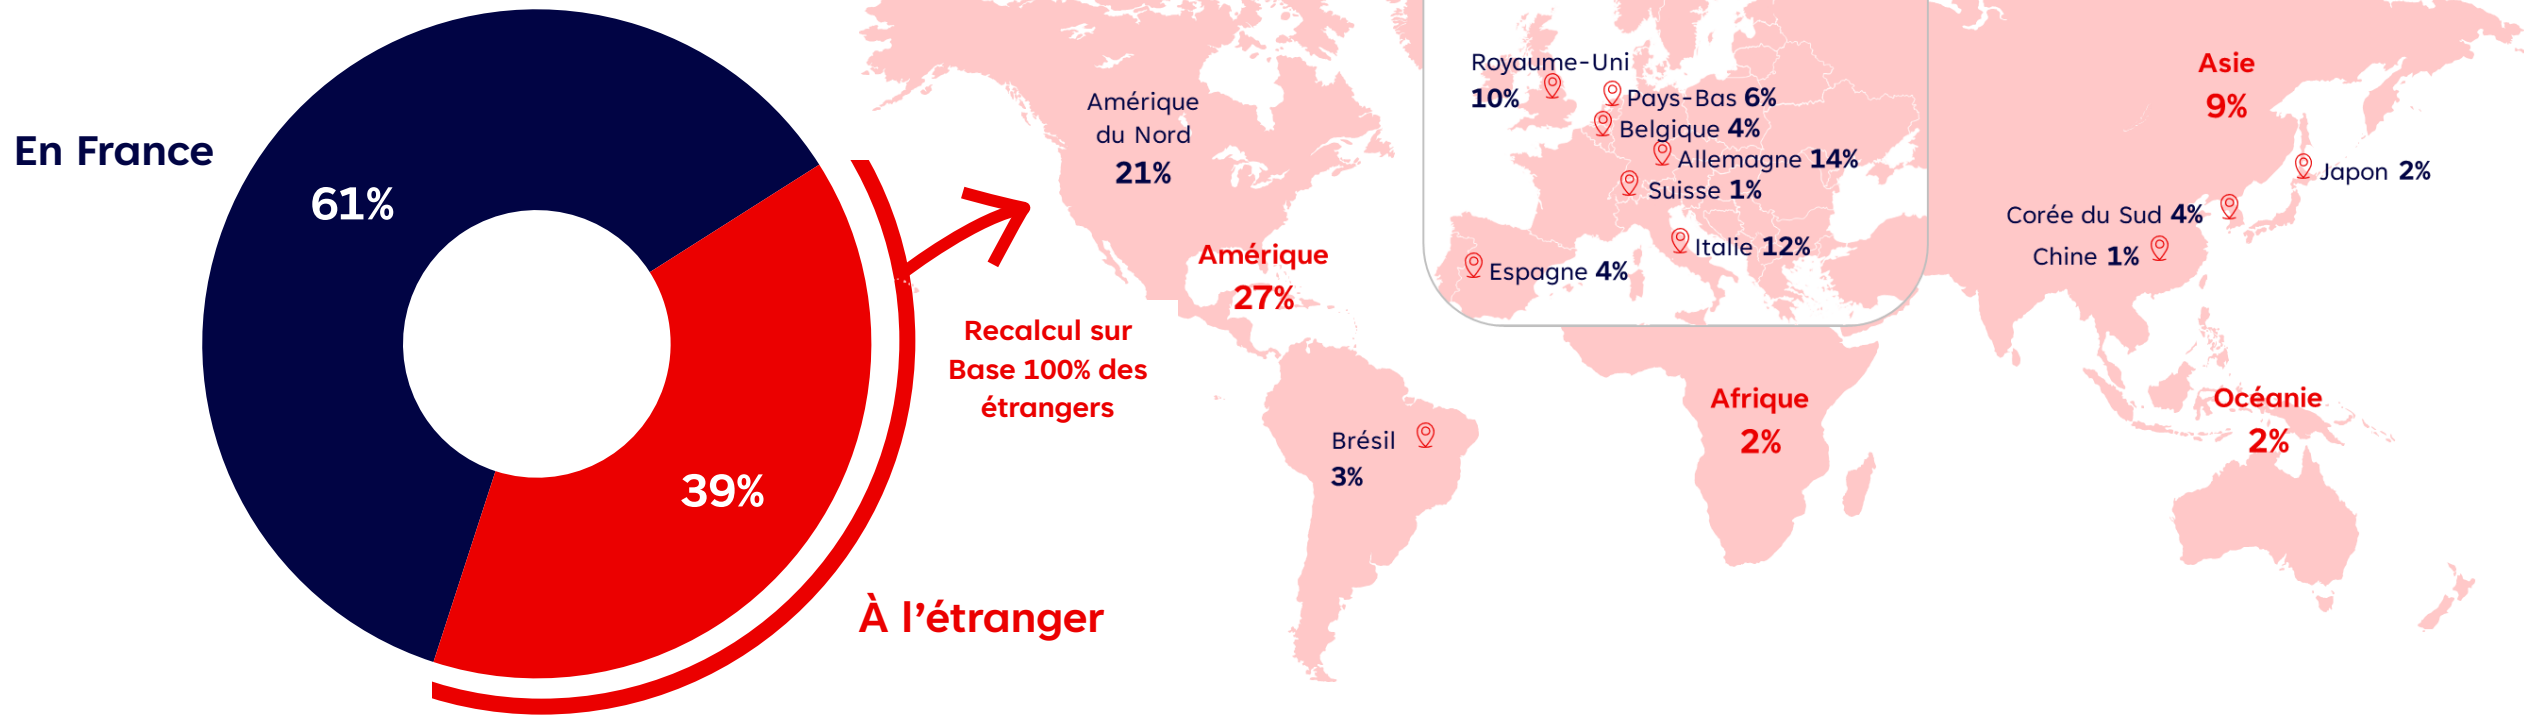 En France
61%
39%
À l'étranger
Recalcul sur
Base 100% des
étrangers
Amérique
du Nord
21%
Amérique
27%
Brésil
3%
Royaume-Uni
10%
Pays-Bas 6%
Belgique 4%
Allemagne 14%
Suisse 1%
Italie 12%
Espagne 4%
Afrique
2%
Asie
9%
Japon 2%
Corée du Sud 4%
Chine 1%
Océanie
2%